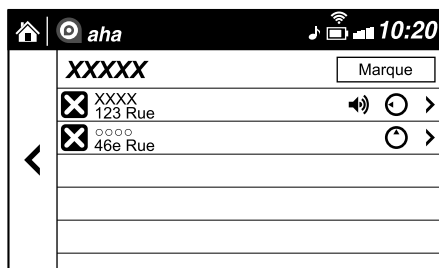 aha 10:20
XXXXX Marque
XXXX
123 Rue
○○○○
46e Rue